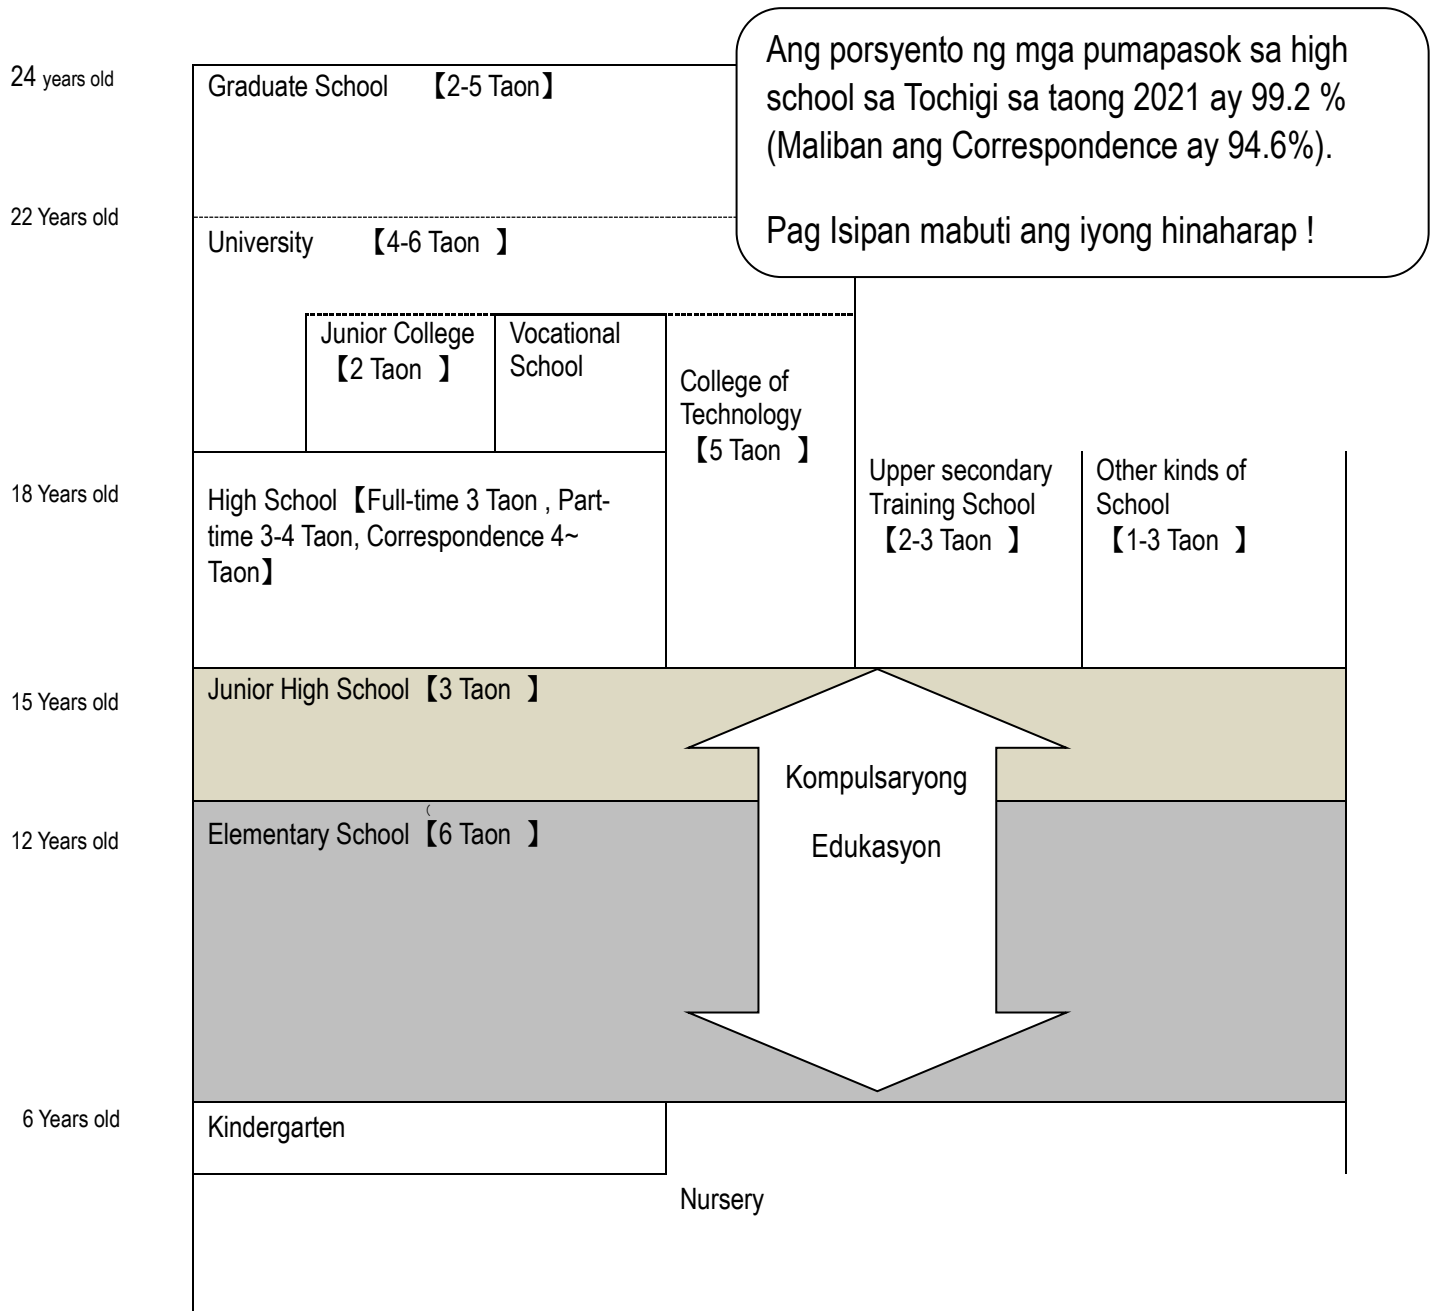 Ang porsyento ng mga pumapasok sa high
school sa Tochigi sa taong 2021 ay 99.2 %
(Maliban ang Correspondence ay 94.6%).
Pag Isipan mabuti ang iyong hinaharap !
24 years old
Graduate School 【2-5 Taon】
22 Years old
University 【4-6 Taon 】
Junior College
【2 Taon 】
Vocational
School
College of
Technology
【5 Taon 】
18 Years old
High School【Full-time 3 Taon , Part-
time 3-4 Taon, Correspondence 4~
Taon】
Upper secondary
Training School
【2-3 Taon 】
Other kinds of
School
【1-3 Taon 】
15 Years old
Junior High School【3 Taon 】
Kompulsaryong
Edukasyon
12 Years old
(
Elementary School【6 Taon 】
6 Years old
Kindergarten
Nursery